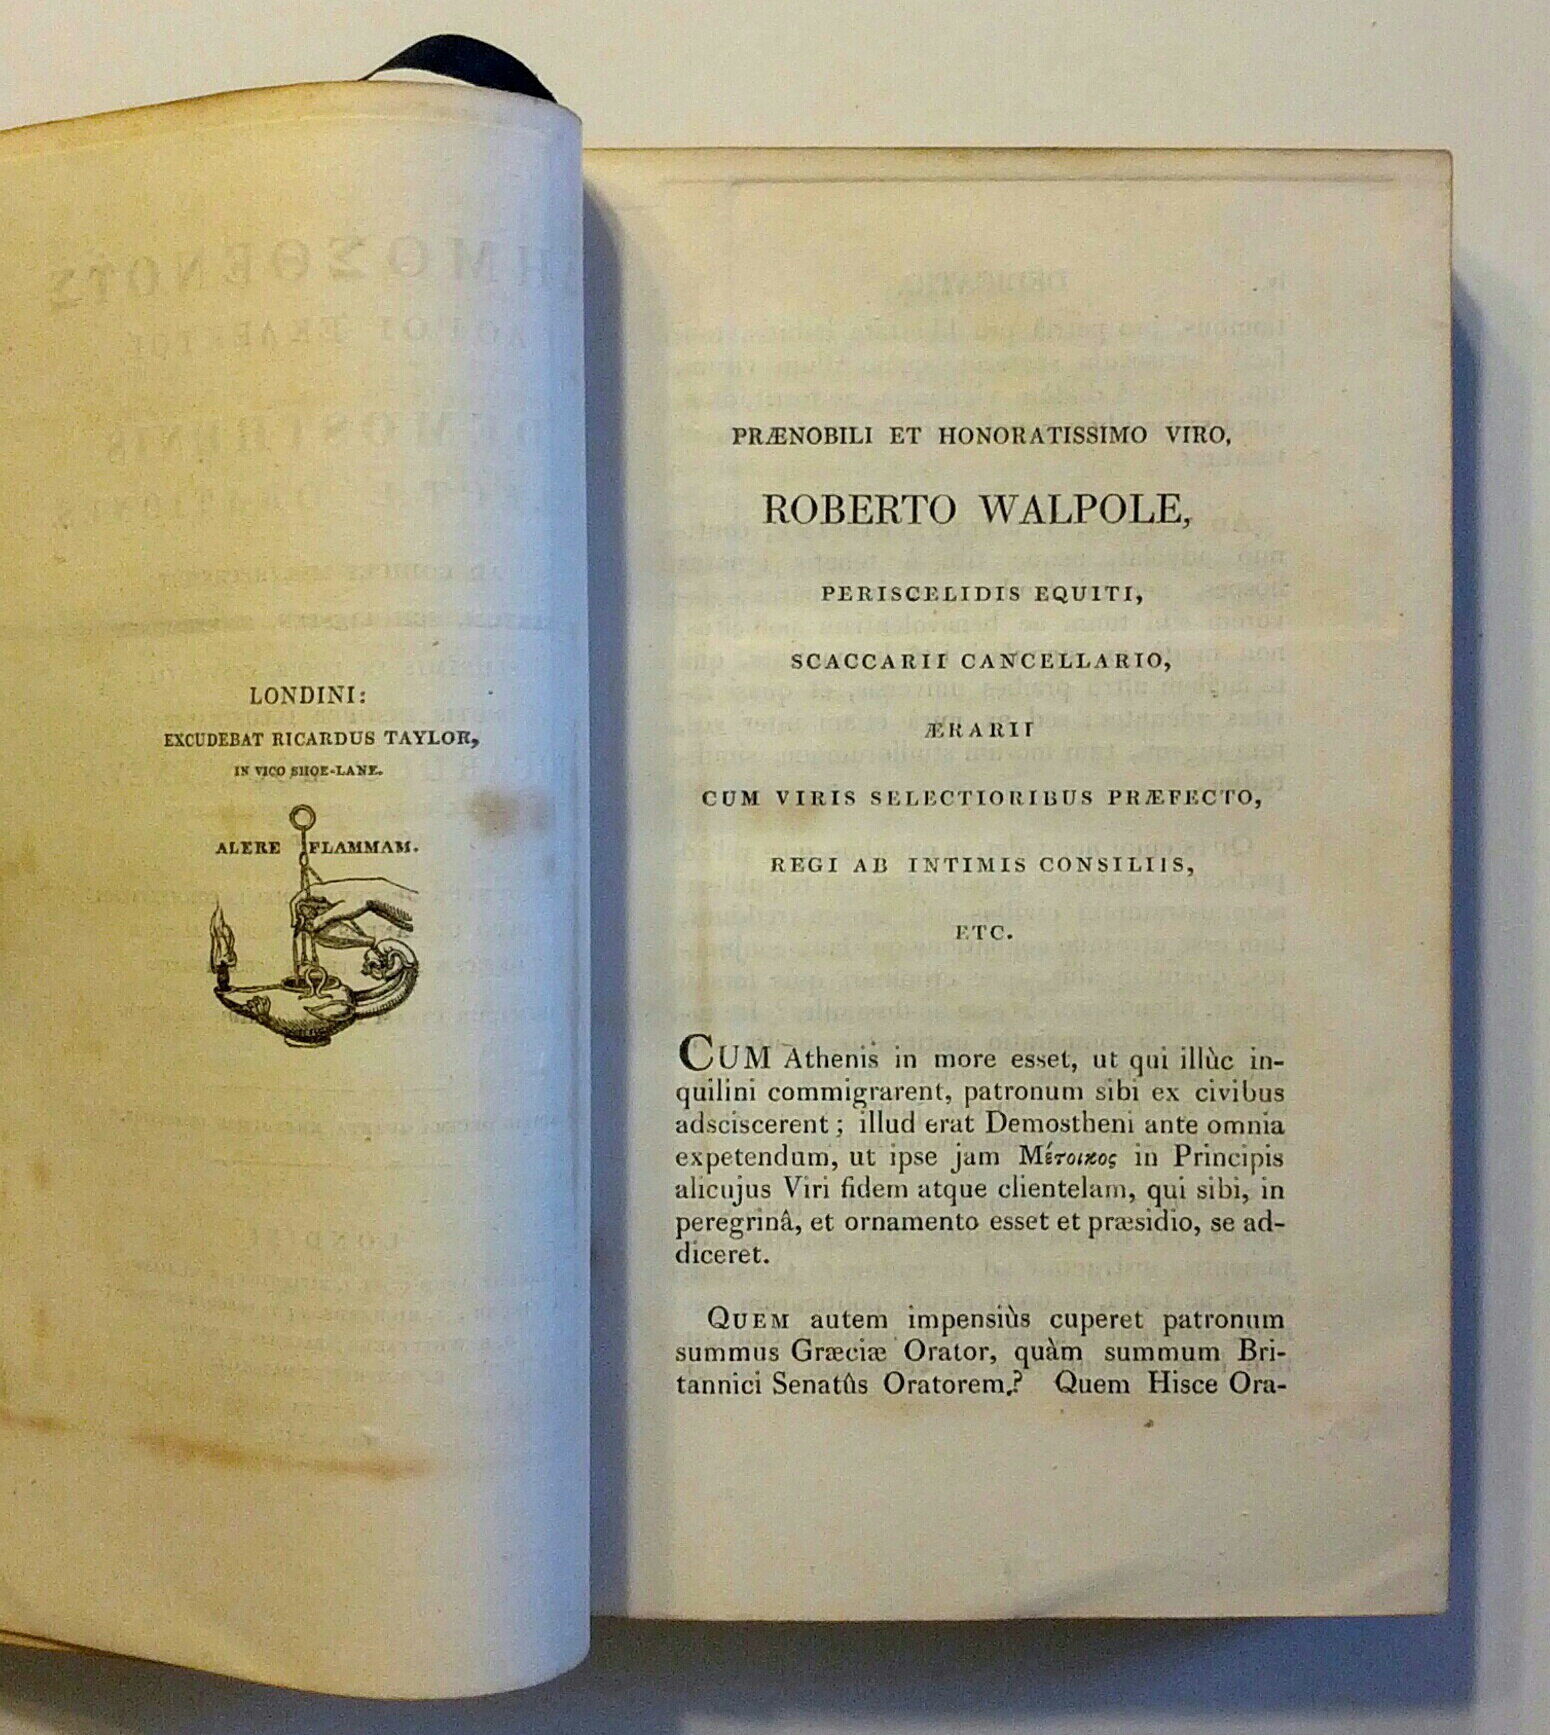 LONDINI:
EXCUDEBAT RICARDUS TAYLOR,
IN VICO SHOE-LANE.
ALERE FLAMMAM.
PRÆNOBILI ET HONORATISSIMO VIRO,
ROBERTO WALPOLE,
PERISCELIDIS EQUITI,
SCACCARII CANCELLARIO,
ÆRARII
CUM VIRIS SELECTIORIBUS PRÆFECTO,
REGI AB INTIMIS CONSILIIS,
ETC.
CUM Athenis in more esset, ut qui illùc in-
quilini commigrarent, patronum sibi ex civibus
adsciscerent; illud erat Demostheni ante omnia
expetendum, ut ipse jam Μέτοικος in Principis
alicujus Viri fidem atque clientelam, qui sibi, in
peregrinâ, et ornamento esset et præsidio, se ad-
diceret.
QUEM autem impensiùs cuperet patronum
summus Græciæ Orator, quàm summum Bri-
tannici Senatûs Oratorem? Quem Hisce Ora-